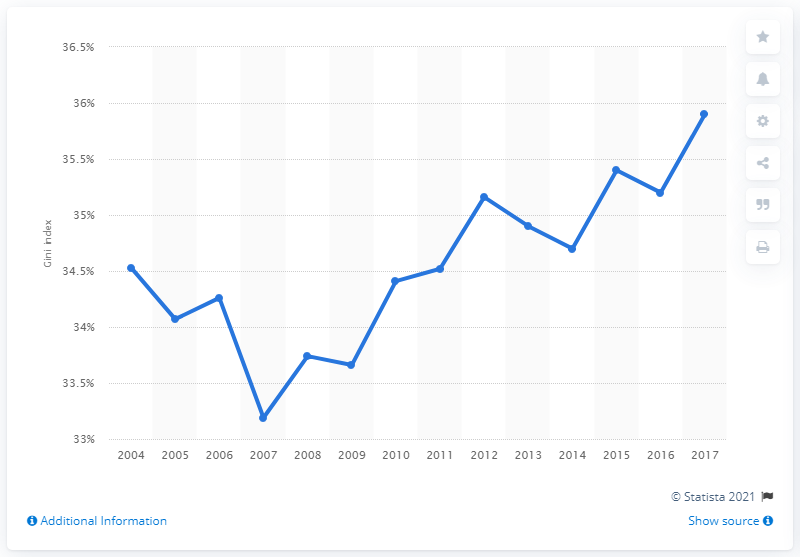 36.5%
36%
35.5%
35%
34.5%
34%
33.5%
33%
Gini index
2004 2005 2006 2007 2008 2009 2010 2011 2012 2013 2014 2015 2016 2017
© Statista 2021
Additional Information
Show source